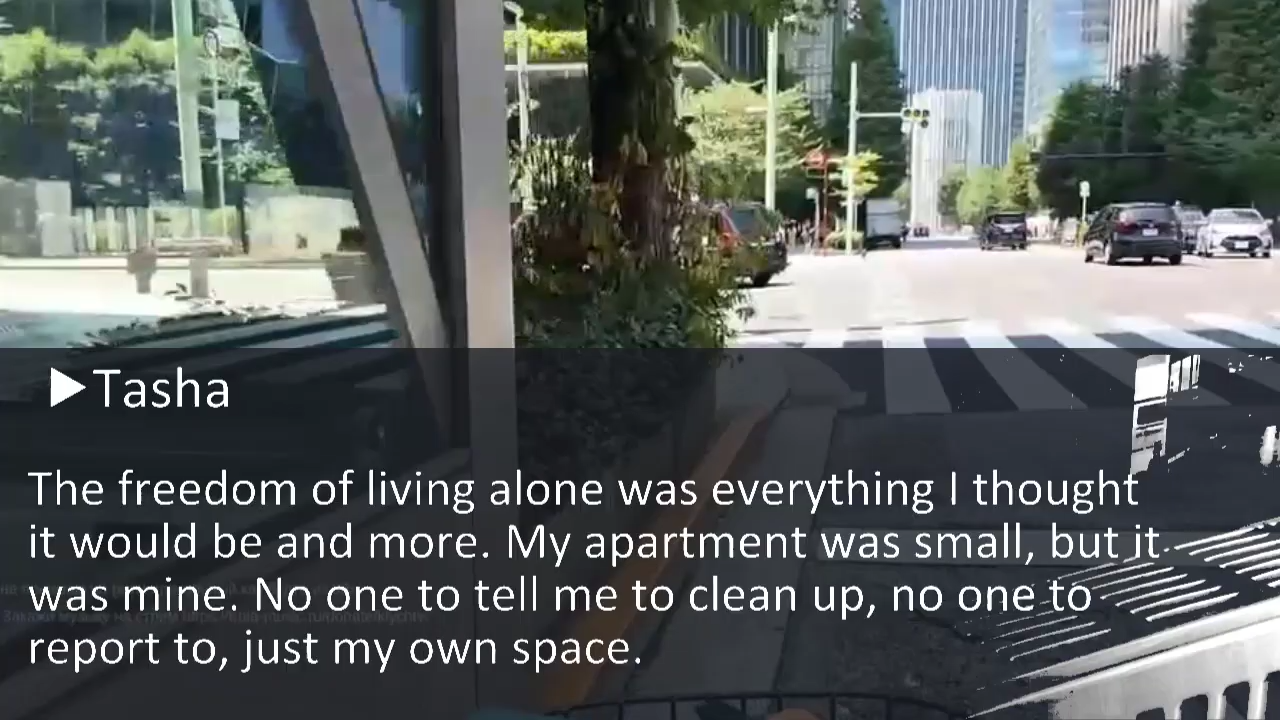 ▶Tasha
The freedom of living alone was everything I thought
it would be and more. My apartment was small, but it
was mine. No one to tell me to clean up, no one to
report to, just my own space.